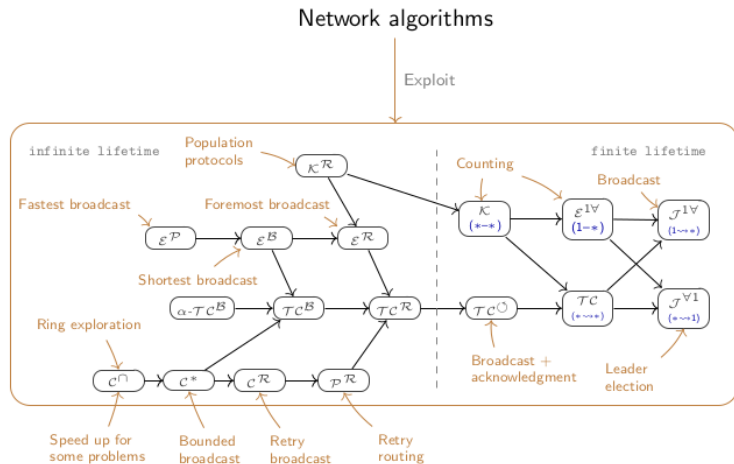 Network algorithms
Exploit
infinite lifetime
finite lifetime
Population
protocols
Counting
Broadcast
𝒦^ℛ
Fastest broadcast
Foremost broadcast
𝒦
(∗−∗)
ℰ^1∀
(1−∗)
𝒥^1∀
(1⇝∗)
ℰ^𝒫
ℰ^ℬ
ℰ^ℛ
Shortest broadcast
α-𝒯𝒞^ℬ
𝒯𝒞^ℬ
𝒯𝒞^ℛ
𝒯𝒞^↺
𝒯𝒞
(∗⇝∗)
𝒥^∀1
(∗⇝1)
Ring exploration
Broadcast +
acknowledgment
Leader
election
𝒞^∩
𝒞^∗
𝒞^ℛ
𝒫^ℛ
Speed up for
some problems
Bounded
broadcast
Retry
broadcast
Retry
routing